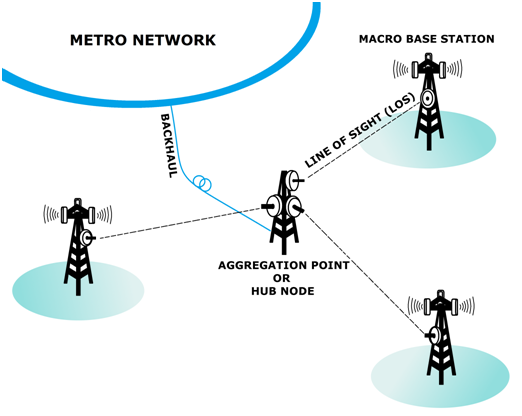 METRO NETWORK
MACRO BASE STATION
BACKHAUL
LINE OF SIGHT (LOS)
AGGREGATION POINT
OR
HUB NODE